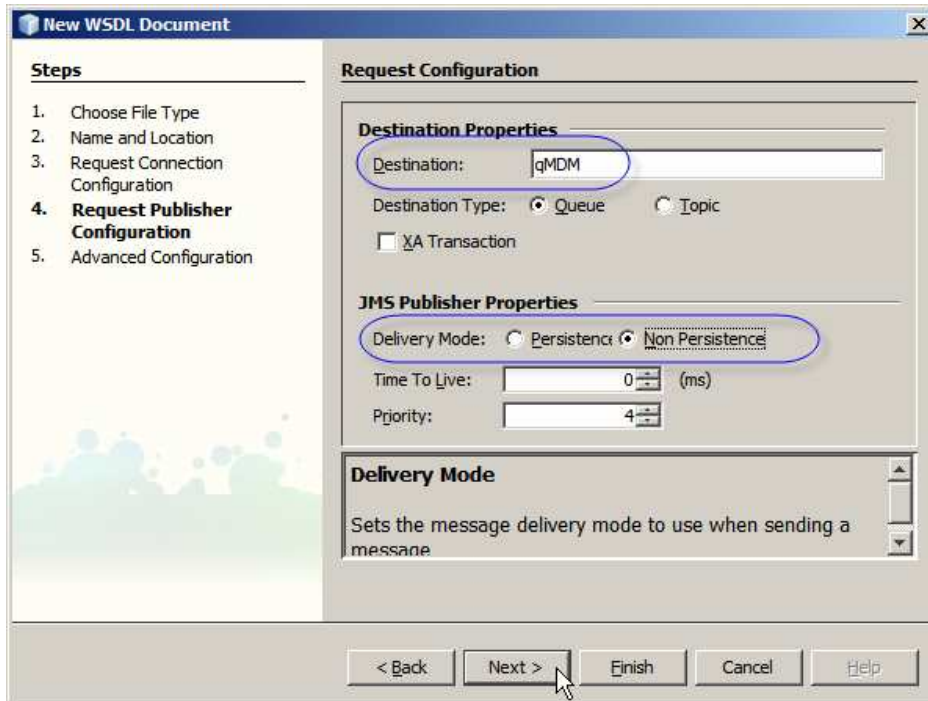 New WSDL Document
Steps
1. Choose File Type
2. Name and Location
3. Request Connection
Configuration
4. Request Publisher
Configuration
5. Advanced Configuration
Request Configuration
Destination Properties
Destination: qMDM
Destination Type: Queue Topic
XA Transaction
JMS Publisher Properties
Delivery Mode: Persistence Non Persistence
Time To Live: 0 (ms)
Priority: 4
Delivery Mode
Sets the message delivery mode to use when sending a
message
< Back Next > Finish Cancel Help